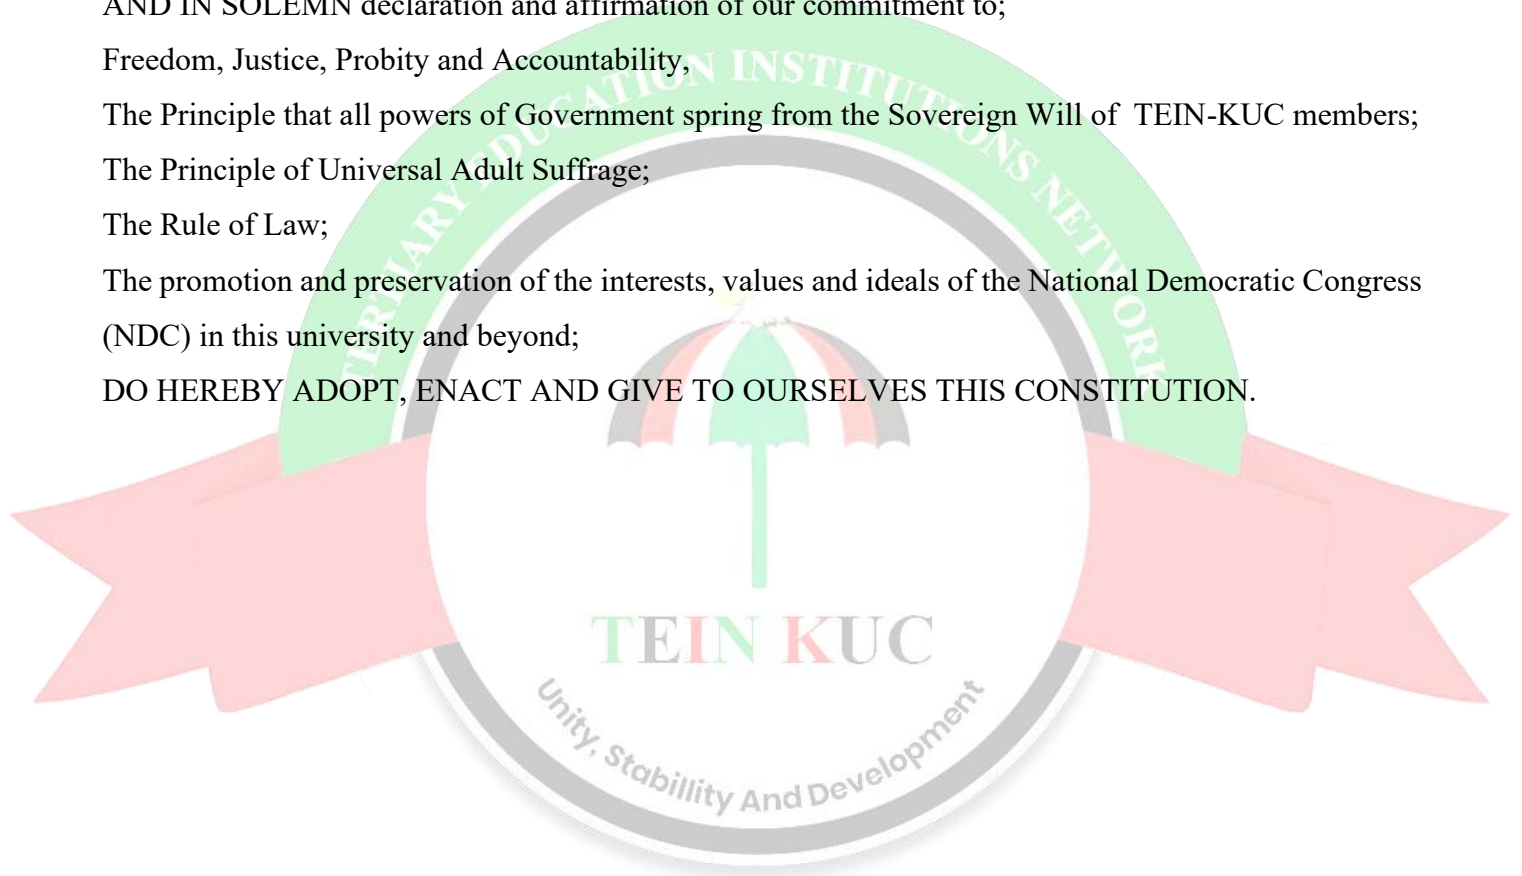 AND IN SOLEMN declaration and affirmation of our commitment to;
Freedom, Justice, Probity and Accountability,
The Principle that all powers of Government spring from the Sovereign Will of  TEIN-KUC members;
The Principle of Universal Adult Suffrage;
The Rule of Law;
The promotion and preservation of the interests, values and ideals of the National Democratic Congress
(NDC) in this university and beyond;
DO HEREBY ADOPT, ENACT AND GIVE TO OURSELVES THIS CONSTITUTION.
TERTIARY EDUCATION INSTITUTIONS NETWORK
TEIN KUC
Unity, Stabillity And Development